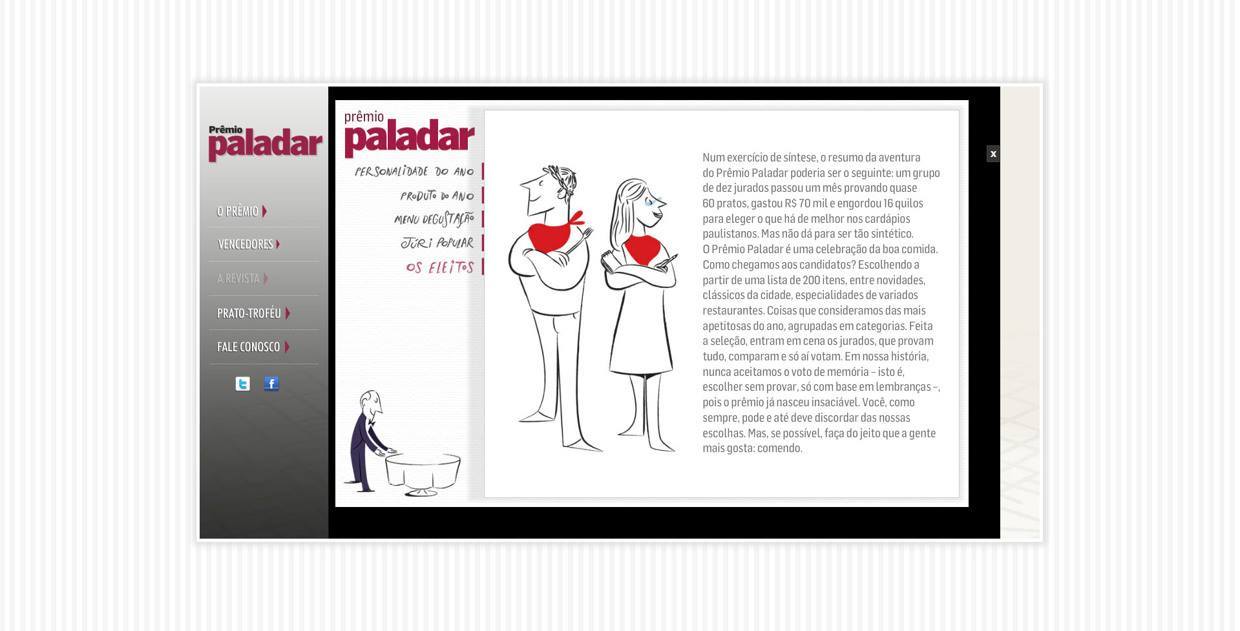 Prêmio
paladar
O PRÊMIO
VENCEDORES
A REVISTA
PRATO-TROFÉU
FALE CONOSCO
t
f
prêmio
paladar
PERSONALIDADE DO ANO
PRODUTO DO ANO
MENU DEGUSTAÇÃO
JÚRI POPULAR
OS ELEITOS
Num exercício de síntese, o resumo da aventura
do Prêmio Paladar poderia ser o seguinte: um grupo
de dez jurados passou um mês provando quase
60 pratos, gastou R$ 70 mil e engordou 16 quilos
para eleger o que há de melhor nos cardápios
paulistanos. Mas não dá para ser tão sintético.
O Prêmio Paladar é uma celebração da boa comida.
Como chegamos aos candidatos? Escolhendo a
partir de uma lista de 200 itens, entre novidades,
clássicos da cidade, especialidades de variados
restaurantes. Coisas que consideramos das mais
apetitosas do ano, agrupadas em categorias. Feita
a seleção, entram em cena os jurados, que provam
tudo, comparam e só aí votam. Em nossa história,
nunca aceitamos o voto de memória – isto é,
escolher sem provar, só com base em lembranças –,
pois o prêmio já nasceu insaciável. Você, como
sempre, pode e até deve discordar das nossas
escolhas. Mas, se possível, faça do jeito que a gente
mais gosta: comendo.
x